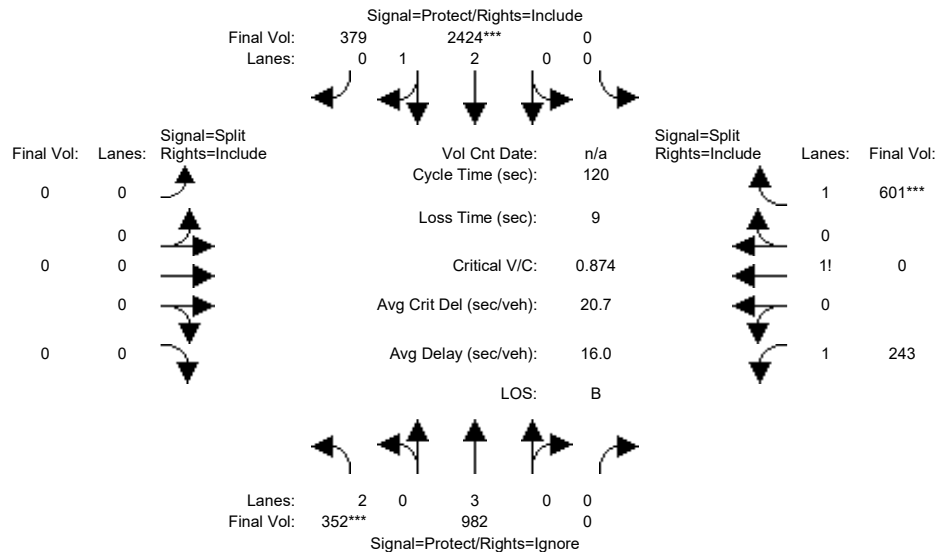 Signal=Protect/Rights=Include
Final Vol: 379 2424*** 0
Lanes: 0 1 2 0 0
Signal=Split Signal=Split
Final Vol: Lanes: Rights=Include Vol Cnt Date: n/a Rights=Include Lanes: Final Vol:
Cycle Time (sec): 120
0 0 1 601***
Loss Time (sec): 9
0 0
0 0 Critical V/C: 0.874 1! 0
0 Avg Crit Del (sec/veh): 20.7 0
0 0 Avg Delay (sec/veh): 16.0 1 243
LOS: B
Lanes: 2 0 3 0 0
Final Vol: 352*** 982 0
Signal=Protect/Rights=Ignore